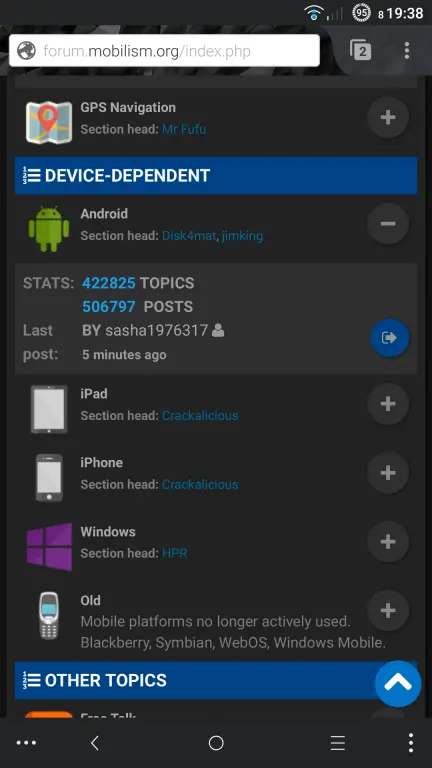 95
8 19:38
forum.mobilism.org/index.php
2
GPS Navigation
Section head: Mr Fufu
DEVICE-DEPENDENT
Android
Section head: Disk4mat, jimking
STATS: 422825 TOPICS
506797 POSTS
Last post: BY sasha1976317
5 minutes ago
iPad
Section head: Crackalicious
iPhone
Section head: Crackalicious
Windows
Section head: HPR
Old
Mobile platforms no longer actively used.
Blackberry, Symbian, WebOS, Windows Mobile.
OTHER TOPICS
Free Talk